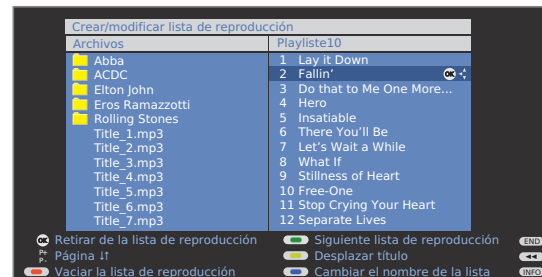 Crear/modificar lista de reproducción
Archivos
Abba
ACDC
Elton John
Eros Ramazzotti
Rolling Stones
Title_1.mp3
Title_2.mp3
Title_3.mp3
Title_4.mp3
Title_5.mp3
Title_6.mp3
Title_7.mp3
Playliste10
1 Lay it Down
2 Fallin‘ OK
3 Do that to Me One More...
4 Hero
5 Insatiable
6 There You’ll Be
7 Let’s Wait a While
8 What If
9 Stillness of Heart
10 Free-One
11 Stop Crying Your Heart
12 Separate Lives
OK Retirar de la lista de reproducción
P+ P- Página ↓↑
Vaciar la lista de reproducción
Siguiente lista de reproducción
Desplazar título
Cambiar el nombre de la lista
END
INFO